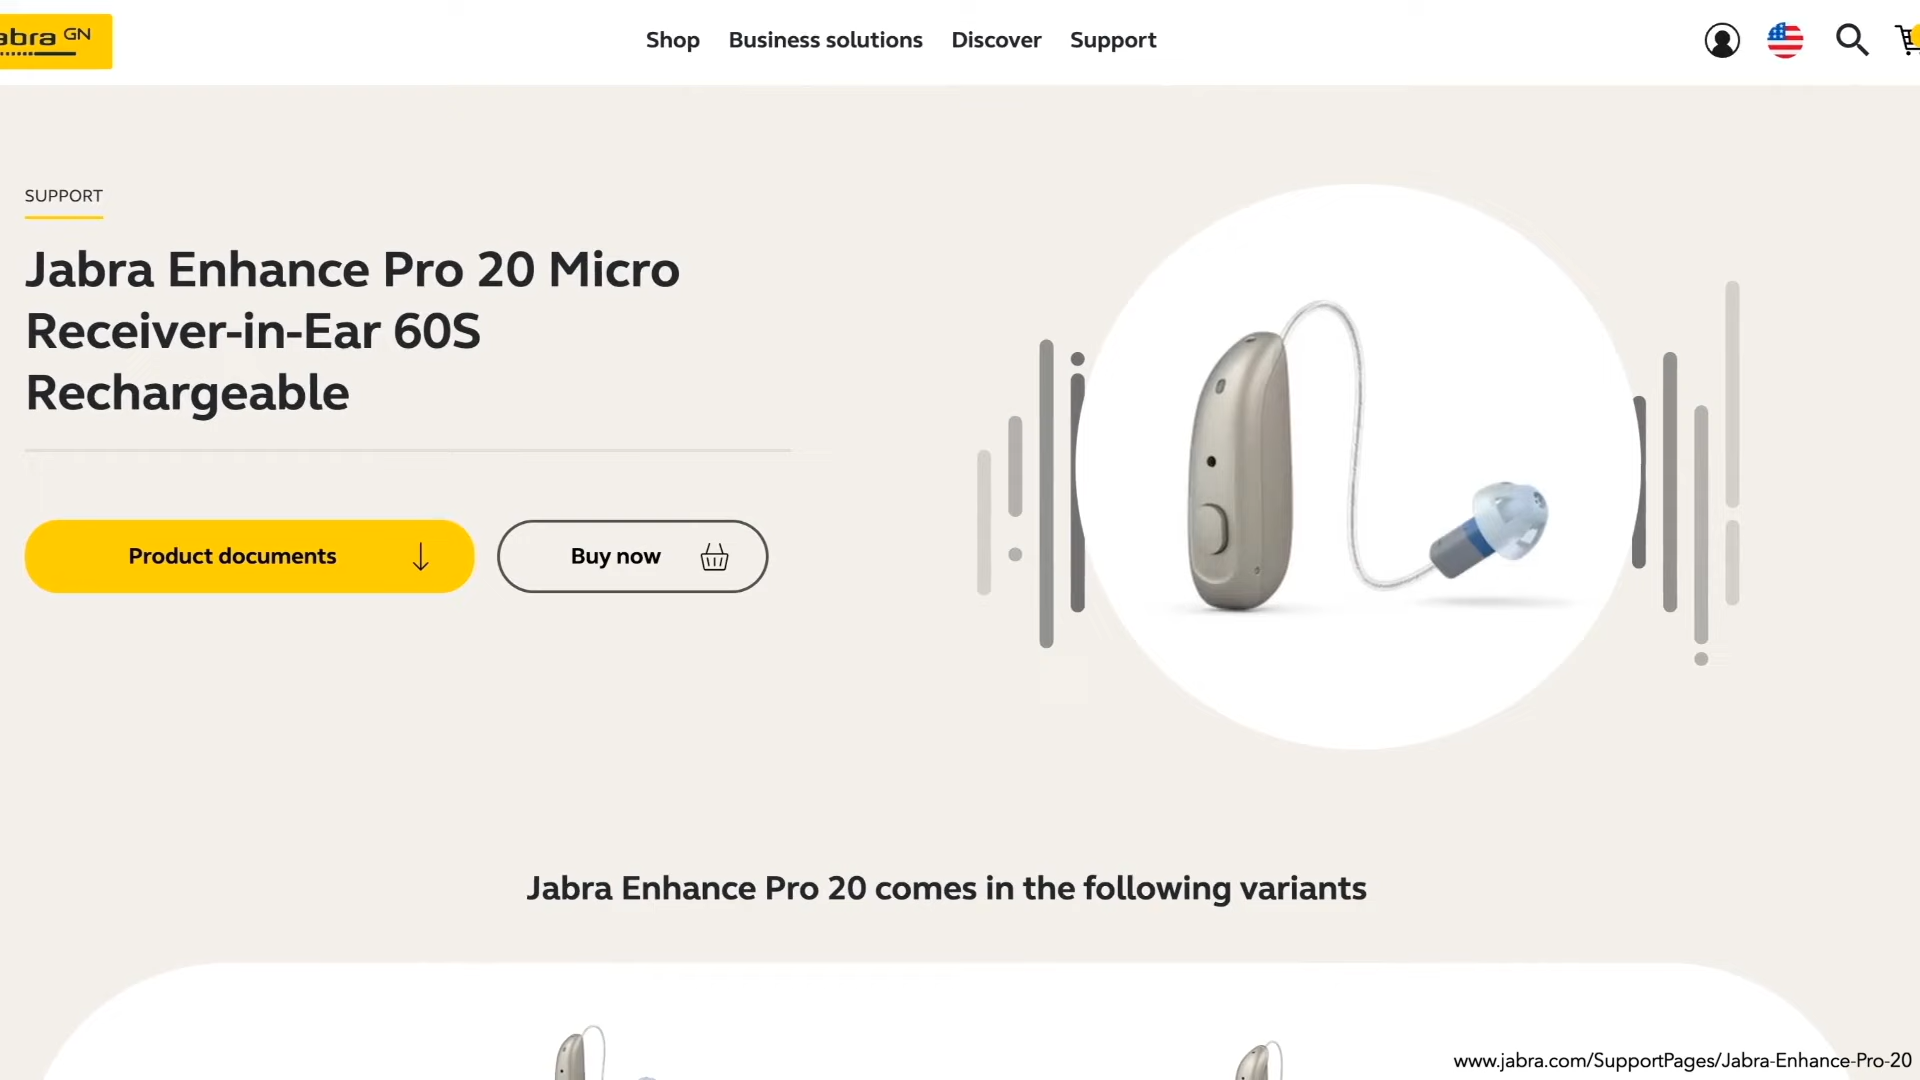 abra GN
Shop Business solutions Discover Support
SUPPORT
Jabra Enhance Pro 20 Micro
Receiver-in-Ear 60S
Rechargeable
Product documents
Buy now
Jabra Enhance Pro 20 comes in the following variants
www.jabra.com/SupportPages/Jabra-Enhance-Pro-20